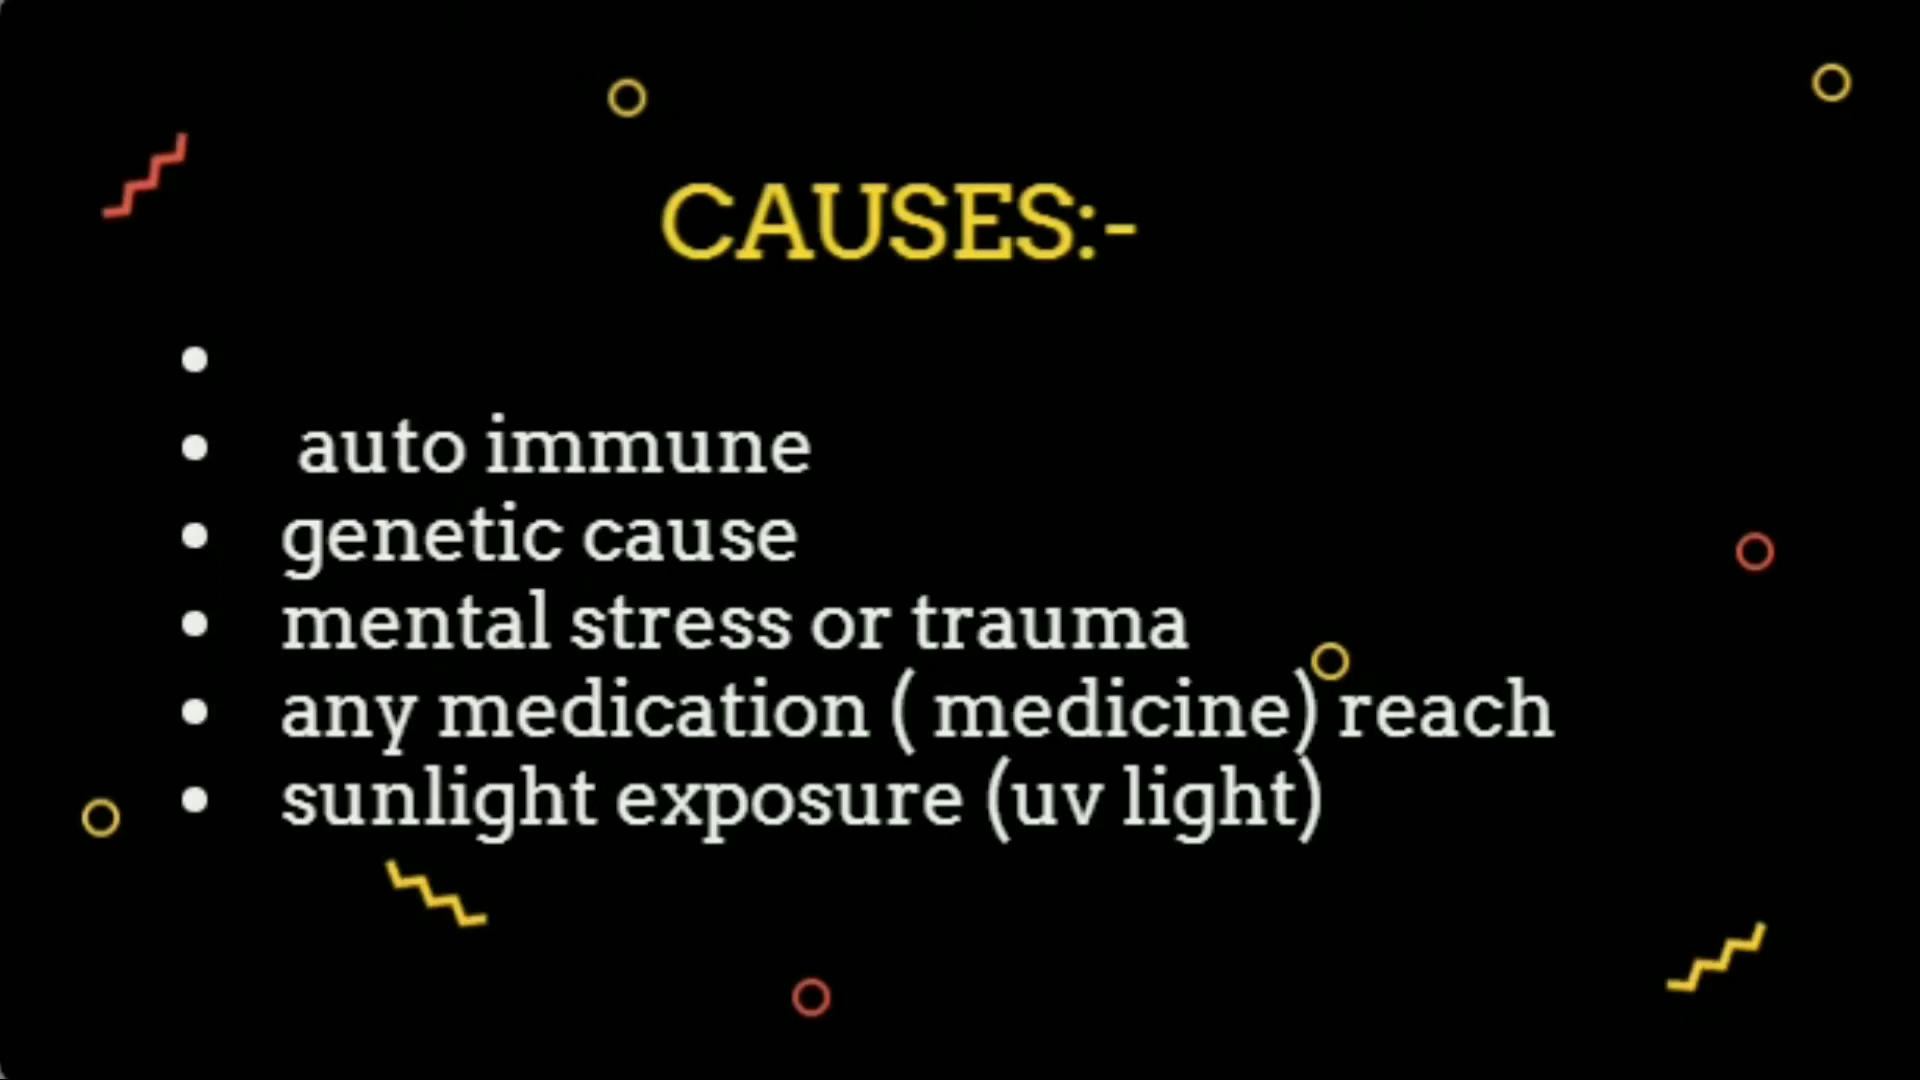 CAUSES:-
•
• auto immune
• genetic cause
• mental stress or trauma
• any medication ( medicine) reach
• sunlight exposure (uv light)